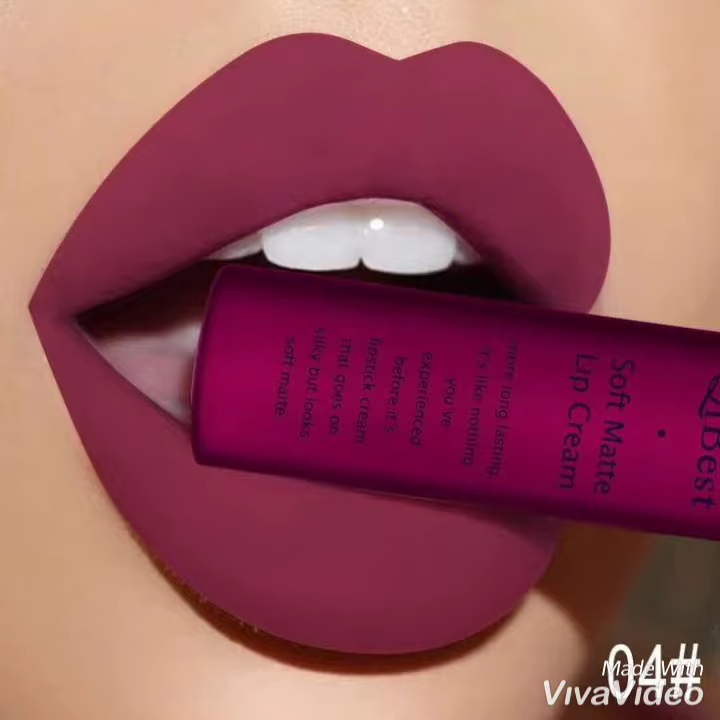 QiBest
Soft Matte
Lip Cream
more long lasting,
it's like nothing
you've
experienced
before.it's
lipstick cream
that goes on
silky but looks
soft matte
04#
Made With
VivaVideo